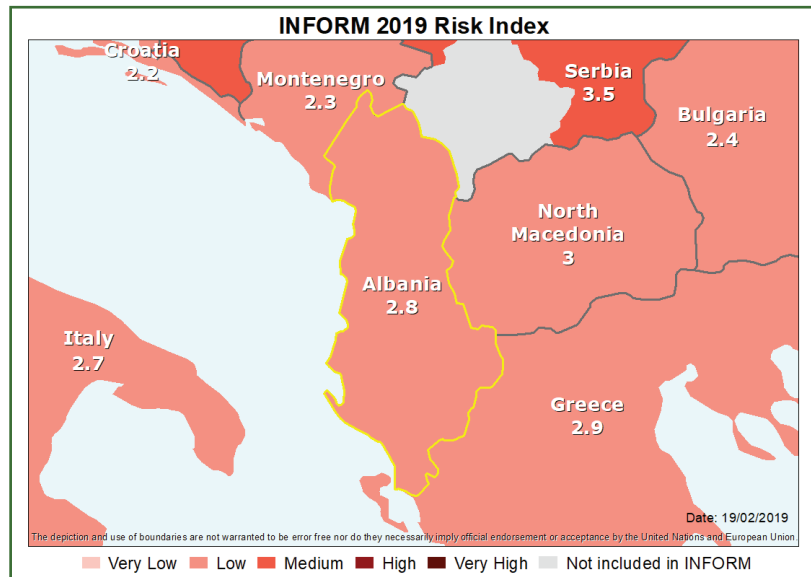 INFORM 2019 Risk Index
Croatia
2.2
Montenegro
2.3
Serbia
3.5
Bulgaria
2.4
North
Macedonia
3
Albania
2.8
Italy
2.7
Greece
2.9
Date: 19/02/2019
The depiction and use of boundaries are not warranted to be error free nor do they necessarily imply official endorsement or acceptance by the United Nations and European Union.
Very Low Low Medium High Very High Not included in INFORM